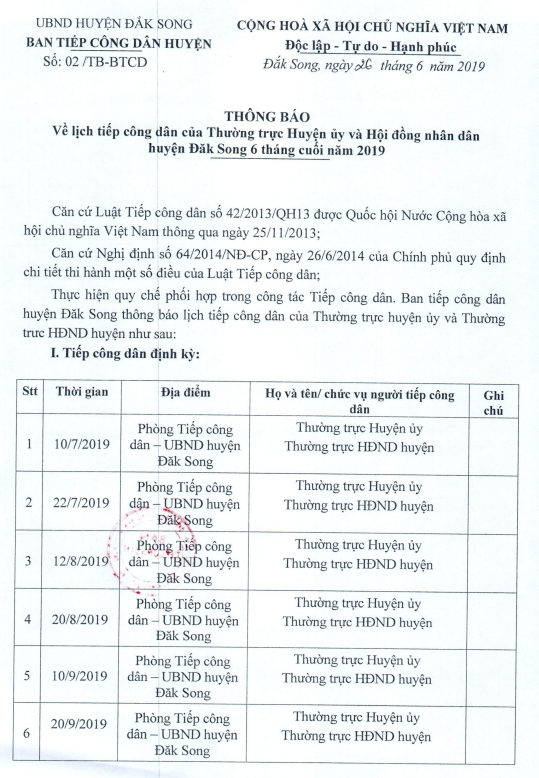 UBND HUYỆN ĐẮK SONG
BAN TIẾP CÔNG DÂN HUYỆN
Số: 02 /TB-BTCD
CỘNG HOÀ XÃ HỘI CHỦ NGHĨA VIỆT NAM
Độc lập - Tự do - Hạnh phúc
Đắk Song, ngày 26 tháng 6 năm 2019
THÔNG BÁO
Về lịch tiếp công dân của Thường trực Huyện ủy và Hội đồng nhân dân
huyện Đăk Song 6 tháng cuối năm 2019
Căn cứ Luật Tiếp công dân số 42/2013/QH13 được Quốc hội Nước Cộng hòa xã
hội chủ nghĩa Việt Nam thông qua ngày 25/11/2013;
Căn cứ Nghị định số 64/2014/NĐ-CP, ngày 26/6/2014 của Chính phủ quy định
chi tiết thi hành một số điều của Luật Tiếp công dân;
Thực hiện quy chế phối hợp trong công tác Tiếp công dân. Ban tiếp công dân
huyện Đăk Song thông báo lịch tiếp công dân của Thường trực huyện ủy và Thường
trưc HĐND huyện như sau:
I. Tiếp công dân định kỳ:
Stt Thời gian Địa điểm Họ và tên/ chức vụ người tiếp công dân Ghi chú
1 10/7/2019
Phòng Tiếp công
dân – UBND huyện
Đăk Song
Thường trực Huyện ủy
Thường trực HĐND huyện
2 22/7/2019
Phòng Tiếp công
dân – UBND huyện
Đăk Song
Thường trực Huyện ủy
Thường trực HĐND huyện
3 12/8/2019
Phòng Tiếp công
dân – UBND huyện
Đăk Song
Thường trực Huyện ủy
Thường trực HĐND huyện
4 20/8/2019
Phòng Tiếp công
dân – UBND huyện
Đăk Song
Thường trực Huyện ủy
Thường trực HĐND huyện
5 10/9/2019
Phòng Tiếp công
dân – UBND huyện
Đăk Song
Thường trực Huyện ủy
Thường trực HĐND huyện
6 20/9/2019
Phòng Tiếp công
dân – UBND huyện
Đăk Song
Thường trực Huyện ủy
Thường trực HĐND huyện